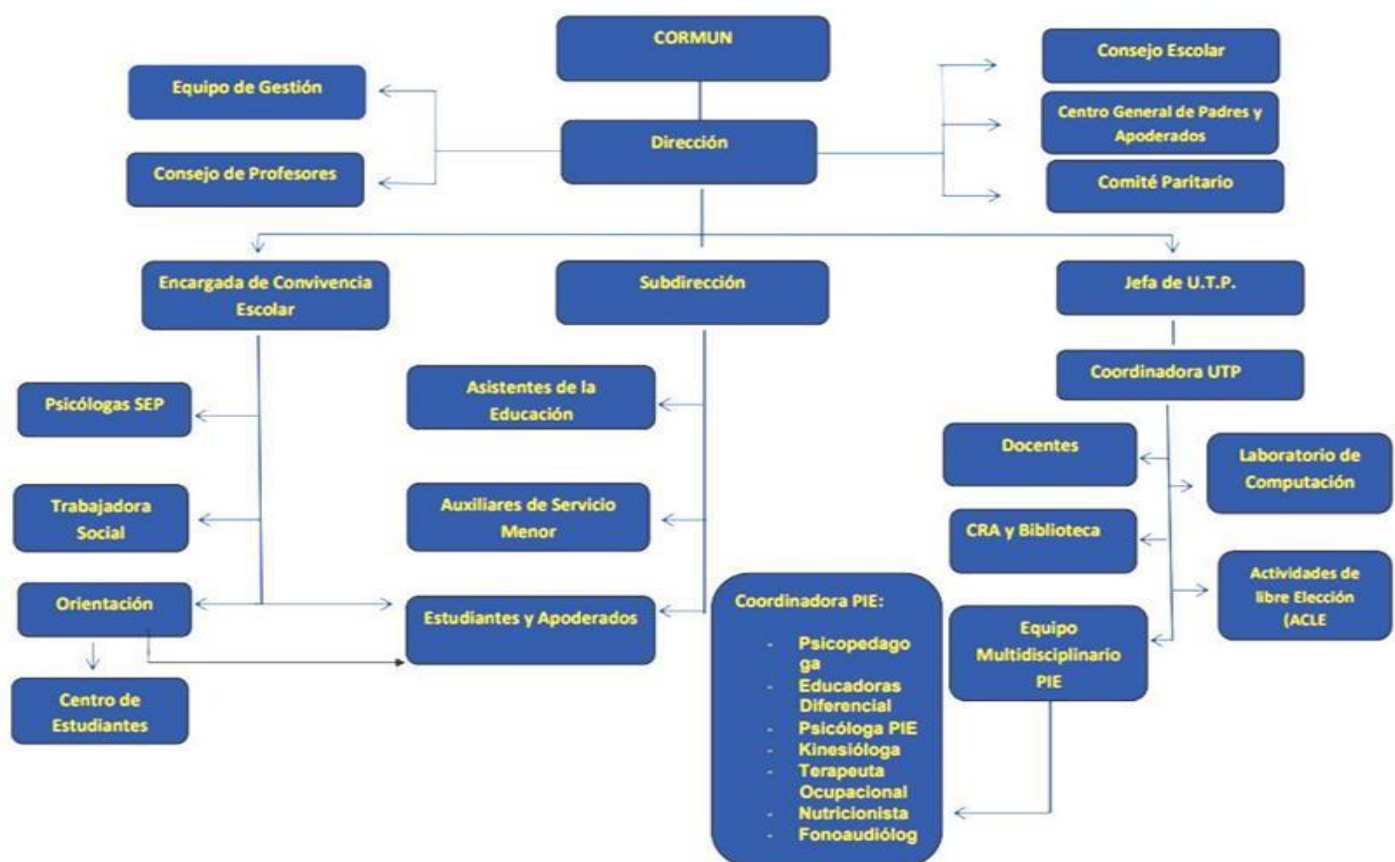 CORMUN
Equipo de Gestión
Consejo de Profesores
Dirección
Consejo Escolar
Centro General de Padres y
Apoderados
Comité Paritario
Encargada de Convivencia
Escolar
Subdirección
Jefa de U.T.P.
Coordinadora UTP
Psicólogas SEP
Trabajadora
Social
Orientación
Centro de
Estudiantes
Asistentes de la
Educación
Auxiliares de Servicio
Menor
Estudiantes y Apoderados
Docentes
Laboratorio de
Computación
CRA y Biblioteca
Actividades de
libre Elección
(ACLE
Equipo
Multidisciplinario
PIE
Coordinadora PIE:
- Psicopedago
ga
- Educadoras
Diferencial
- Psicóloga PIE
- Kinesióloga
- Terapeuta
Ocupacional
- Nutricionista
- Fonoaudiólog